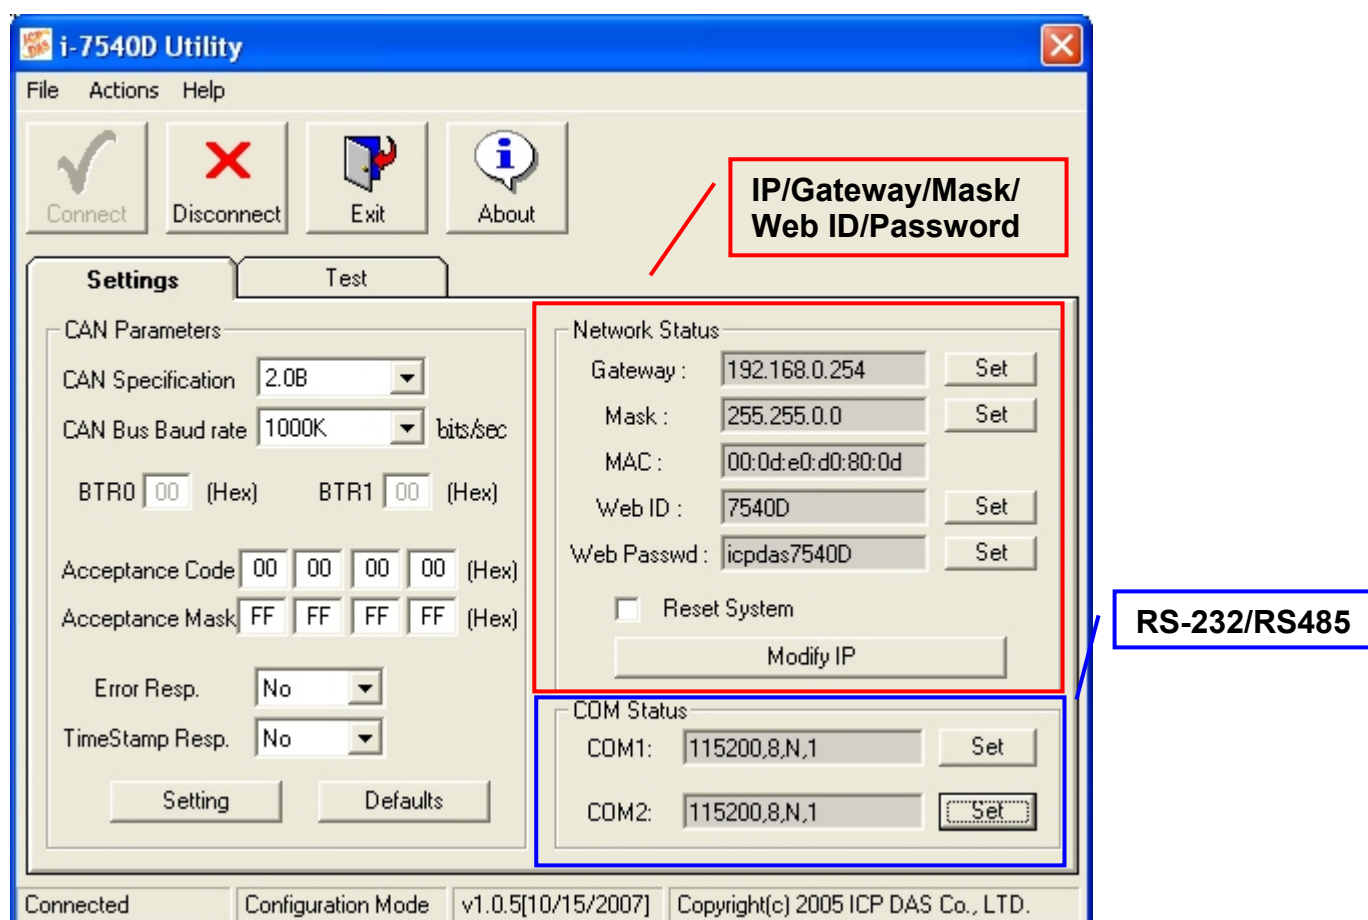 i-7540D Utility
File Actions Help
Connect Disconnect Exit About
IP/Gateway/Mask/
Web ID/Password
Settings Test
CAN Parameters
CAN Specification 2.0B
CAN Bus Baud rate 1000K bits/sec
BTR0 00 (Hex) BTR1 00 (Hex)
Acceptance Code 00 00 00 00 (Hex)
Acceptance Mask FF FF FF FF (Hex)
Error Resp. No
TimeStamp Resp. No
Setting Defaults
Network Status
Gateway : 192.168.0.254 Set
Mask : 255.255.0.0 Set
MAC : 00:0d:e0:d0:80:0d
Web ID : 7540D Set
Web Passwd : icpdas7540D Set
Reset System
Modify IP
RS-232/RS485
COM Status
COM1: 115200,8,N,1 Set
COM2: 115200,8,N,1 Set
Connected Configuration Mode v1.0.5[10/15/2007] Copyright(c) 2005 ICP DAS Co., LTD.